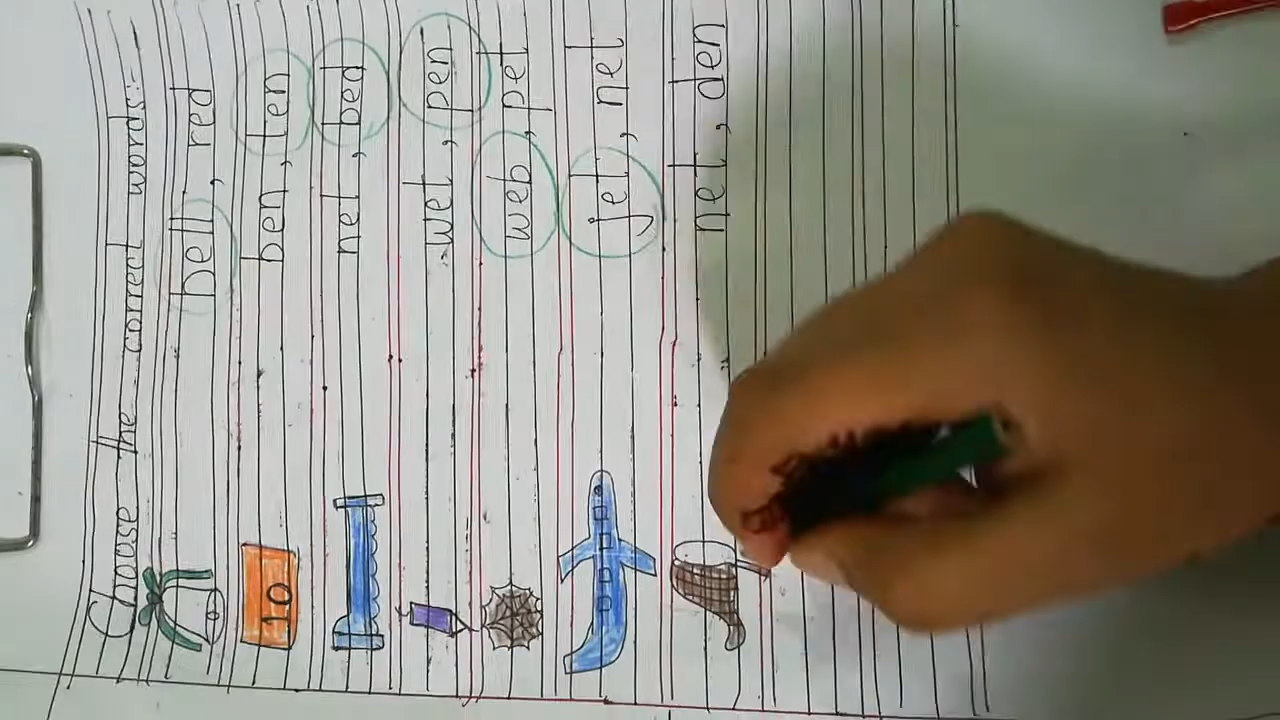 Choose the correct words:-
bell, red
10 ben, ten
net, bed
wet, pen
web, pet
jet, net
net, den